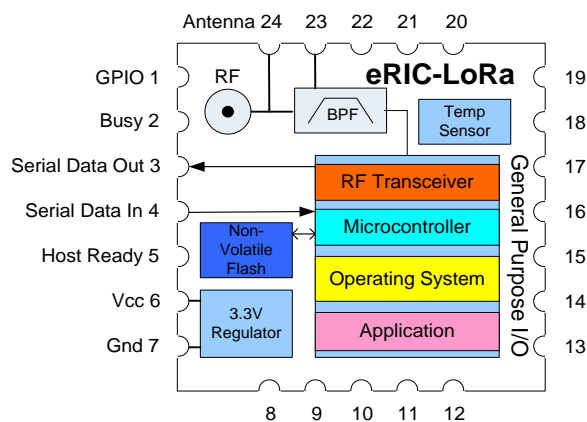 Antenna 24 23 22 21 20
GPIO 1
Busy 2
Serial Data Out 3
Serial Data In 4
Host Ready 5
Vcc 6
Gnd 7
RF
eRIC-LoRa
BPF
Temp
Sensor
RF Transceiver
Microcontroller
Non-
Volatile
Flash
Operating System
3.3V
Regulator
Application
General Purpose I/O
19
18
17
16
15
14
13
8 9 10 11 12